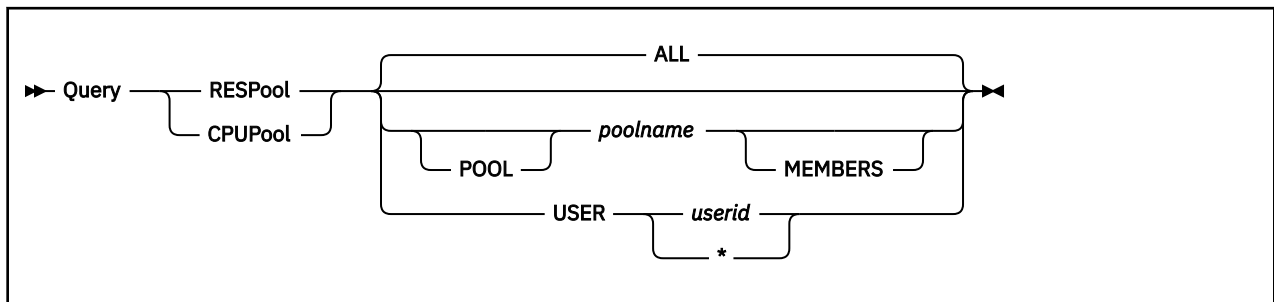 ALL
Query RESPool
CPUPool
poolname
POOL MEMBERS
USER userid
*